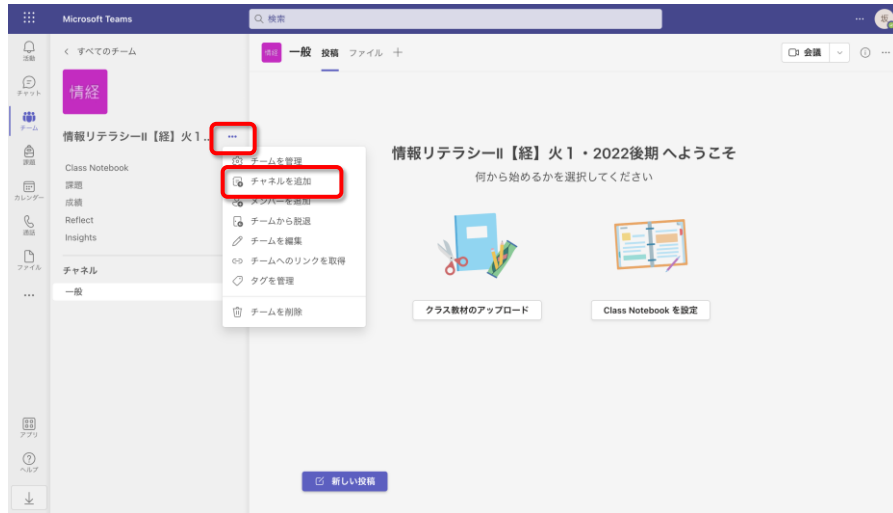 Microsoft Teams
検索
活動
チャット
チーム
課題
カレンダー
通話
ファイル
アプリ
ヘルプ
すべてのチーム
情経
情報リテラシーII【経】火1...
Class Notebook
課題
成績
Reflect
Insights
チャネル
一般
チームを管理
チャネルを追加
メンバーを追加
チームから脱退
チームを編集
チームへのリンクを取得
タグを管理
チームを削除
情経 一般 投稿 ファイル
会議
情報リテラシーII【経】火1・2022後期 へようこそ
何から始めるかを選択してください
クラス教材のアップロード
Class Notebook を設定
新しい投稿